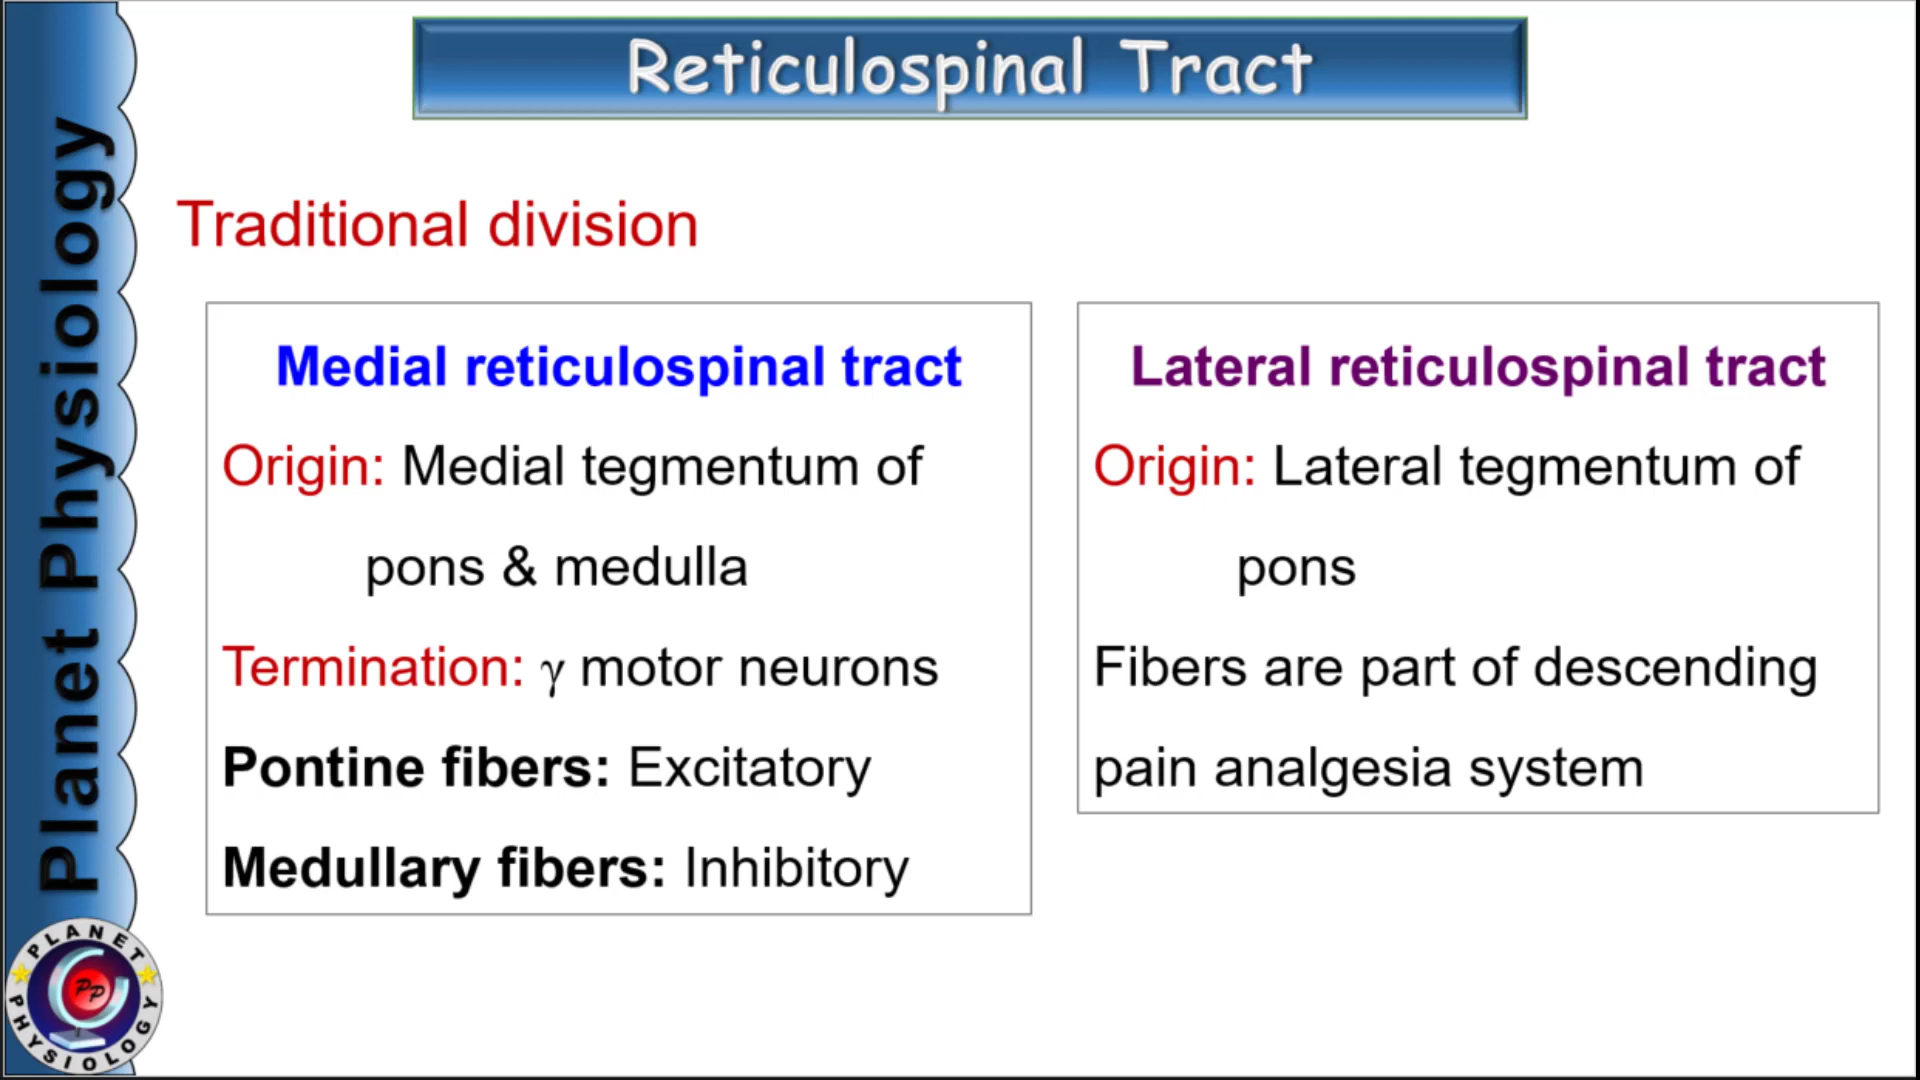 Reticulospinal Tract
Planet Physiology
Traditional division
Medial reticulospinal tract
Origin: Medial tegmentum of
pons & medulla
Termination: γ motor neurons
Pontine fibers: Excitatory
Medullary fibers: Inhibitory
Lateral reticulospinal tract
Origin: Lateral tegmentum of
pons
Fibers are part of descending
pain analgesia system
PLANET
PP
PHYSIOLOGY